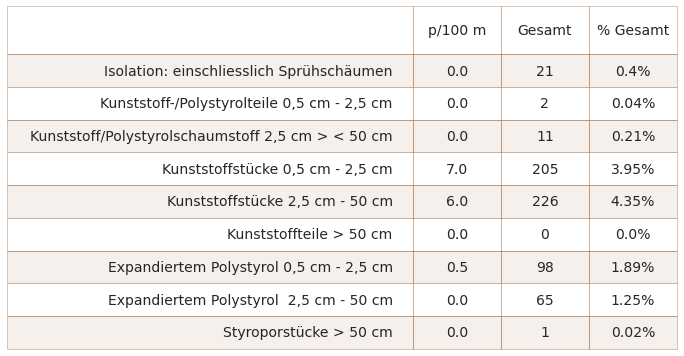 p/100 m Gesamt % Gesamt
Isolation: einschliesslich Sprühschäumen 0.0 21 0.4%
Kunststoff-/Polystyrolteile 0,5 cm - 2,5 cm 0.0 2 0.04%
Kunststoff/Polystyrolschaumstoff 2,5 cm > < 50 cm 0.0 11 0.21%
Kunststoffstücke 0,5 cm - 2,5 cm 7.0 205 3.95%
Kunststoffstücke 2,5 cm - 50 cm 6.0 226 4.35%
Kunststoffteile > 50 cm 0.0 0 0.0%
Expandiertem Polystyrol 0,5 cm - 2,5 cm 0.5 98 1.89%
Expandiertem Polystyrol  2,5 cm - 50 cm 0.0 65 1.25%
Styroporstücke > 50 cm 0.0 1 0.02%